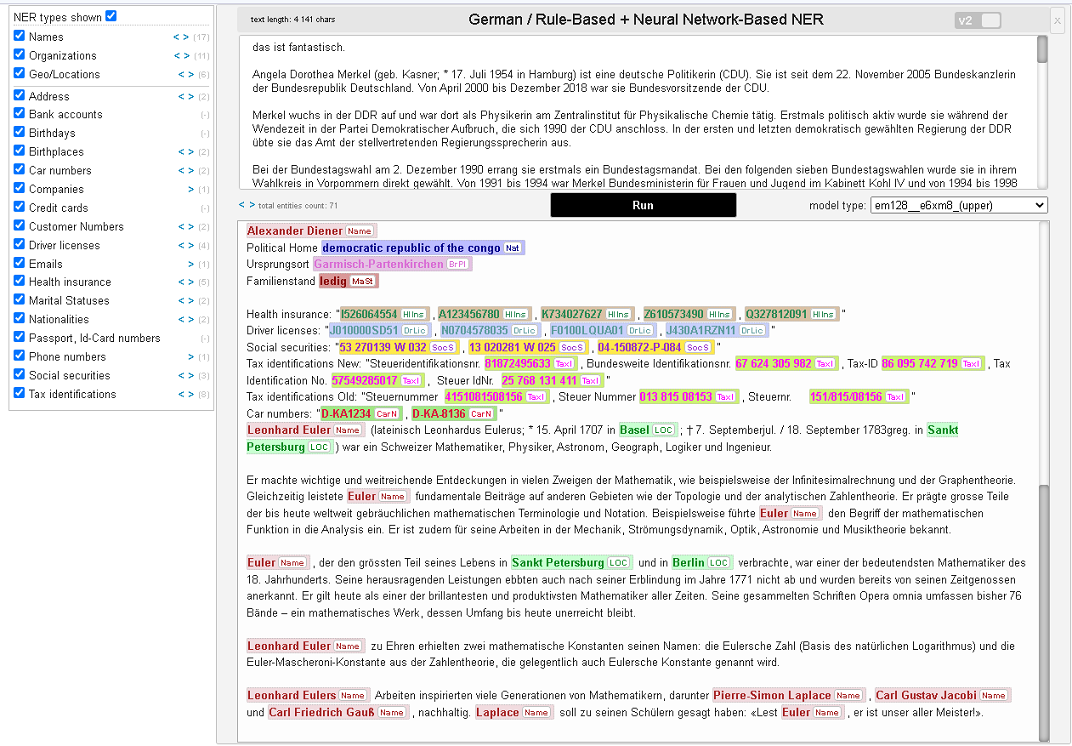 NER types shown
Names < > (17)
Organizations < > (11)
Geo/Locations < > (6)
Address < > (2)
Bank accounts (-)
Birthdays (-)
Birthplaces < > (2)
Car numbers < > (2)
Companies > (1)
Credit cards (-)
Customer Numbers < > (2)
Driver licenses < > (4)
Emails > (1)
Health insurance < > (5)
Marital Statuses < > (2)
Nationalities < > (2)
Passport, Id-Card numbers (-)
Phone numbers > (1)
Social securities < > (3)
Tax identifications < > (8)
text length: 4 141 chars
German / Rule-Based + Neural Network-Based NER
v2
x
das ist fantastisch.
Angela Dorothea Merkel (geb. Kasner; * 17. Juli 1954 in Hamburg) ist eine deutsche Politikerin (CDU). Sie ist seit dem 22. November 2005 Bundeskanzlerin
der Bundesrepublik Deutschland. Von April 2000 bis Dezember 2018 war sie Bundesvorsitzende der CDU.
Merkel wuchs in der DDR auf und war dort als Physikerin am Zentralinstitut für Physikalische Chemie tätig. Erstmals politisch aktiv wurde sie während der
Wendezeit in der Partei Demokratischer Aufbruch, die sich 1990 der CDU anschloss. In der ersten und letzten demokratisch gewählten Regierung der DDR
übte sie das Amt der stellvertretenden Regierungssprecherin aus.
Bei der Bundestagswahl am 2. Dezember 1990 errang sie erstmals ein Bundestagsmandat. Bei den folgenden sieben Bundestagswahlen wurde sie in ihrem
Wahlkreis in Vorpommern direkt gewählt. Von 1991 bis 1994 war Merkel Bundesministerin für Frauen und Jugend im Kabinett Kohl IV und von 1994 bis 1998
< > total entities count: 71
Run
model type: em128__e6xm8_(upper)
Alexander Diener Name
Political Home democratic republic of the congo Nat
Ursprungsort Garmisch-Partenkirchen BrPl
Familienstand ledig MaSt
Health insurance: "I526064554 HIIns , A123456780 HIIns , K734027627 HIIns , Z610573490 HIIns , Q327812091 HIIns "
Driver licenses: "J010000SD51 DrLic , N0704578035 DrLic , F0100LQUA01 DrLic , J430A1RZN11 DrLic "
Social securities: "53 270139 W 032 SocS , 13 020281 W 025 SocS , 04-150872-P-084 SocS "
Tax identifications New: "Steueridentifikationsnr. 81872495633 TaxI , Bundesweite Identifikationsnr. 67 624 305 982 TaxI , Tax-ID 86 095 742 719 TaxI , Tax
Identification No. 57549285017 TaxI , Steuer IdNr. 25 768 131 411 TaxI "
Tax identifications Old: "Steuernummer 4151081508156 TaxI , Steuer Nummer 013 815 08153 TaxI , Steuernr. 151/815/08156 TaxI "
Car numbers: "D-KA1234 CarN , D-KA-8136 CarN "
Leonhard Euler Name (lateinisch Leonhardus Eulerus; * 15. April 1707 in Basel LOC ; † 7. Septemberjul. / 18. September 1783greg. in Sankt
Petersburg LOC ) war ein Schweizer Mathematiker, Physiker, Astronom, Geograph, Logiker und Ingenieur.
Er machte wichtige und weitreichende Entdeckungen in vielen Zweigen der Mathematik, wie beispielsweise der Infinitesimalrechnung und der Graphentheorie.
Gleichzeitig leistete Euler Name fundamentale Beiträge auf anderen Gebieten wie der Topologie und der analytischen Zahlentheorie. Er prägte grosse Teile
der bis heute weltweit gebräuchlichen mathematischen Terminologie und Notation. Beispielsweise führte Euler Name den Begriff der mathematischen
Funktion in die Analysis ein. Er ist zudem für seine Arbeiten in der Mechanik, Strömungsdynamik, Optik, Astronomie und Musiktheorie bekannt.
Euler Name , der den grössten Teil seines Lebens in Sankt Petersburg LOC und in Berlin LOC verbrachte, war einer der bedeutendsten Mathematiker des
18. Jahrhunderts. Seine herausragenden Leistungen ebbten auch nach seiner Erblindung im Jahre 1771 nicht ab und wurden bereits von seinen Zeitgenossen
anerkannt. Er gilt heute als einer der brillantesten und produktivsten Mathematiker aller Zeiten. Seine gesammelten Schriften Opera omnia umfassen bisher 76
Bände – ein mathematisches Werk, dessen Umfang bis heute unerreicht bleibt.
Leonhard Euler Name zu Ehren erhielten zwei mathematische Konstanten seinen Namen: die Eulersche Zahl (Basis des natürlichen Logarithmus) und die
Euler-Mascheroni-Konstante aus der Zahlentheorie, die gelegentlich auch Eulersche Konstante genannt wird.
Leonhard Eulers Name Arbeiten inspirierten viele Generationen von Mathematikern, darunter Pierre-Simon Laplace Name , Carl Gustav Jacobi Name
und Carl Friedrich Gauß Name , nachhaltig. Laplace Name soll zu seinen Schülern gesagt haben: «Lest Euler Name , er ist unser aller Meister!».